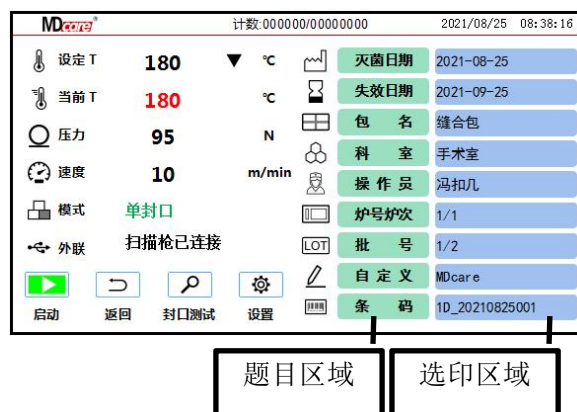 MDcare® 计数:000000/00000000 2021/08/25 08:38:16
设定 T 180 ▼ ℃
当前 T 180 ℃
压力 95 N
速度 10 m/min
模式 单封口
外联 扫描枪已连接
启动 返回 封口测试 设置
灭菌日期 2021-08-25
失效日期 2021-09-25
包 名 缝合包
科 室 手术室
操 作 员 冯扣几
炉号炉次 1/1
LOT 批 号 1/2
自 定 义 MDcare
条 码 1D_20210825001
题目区域 选印区域